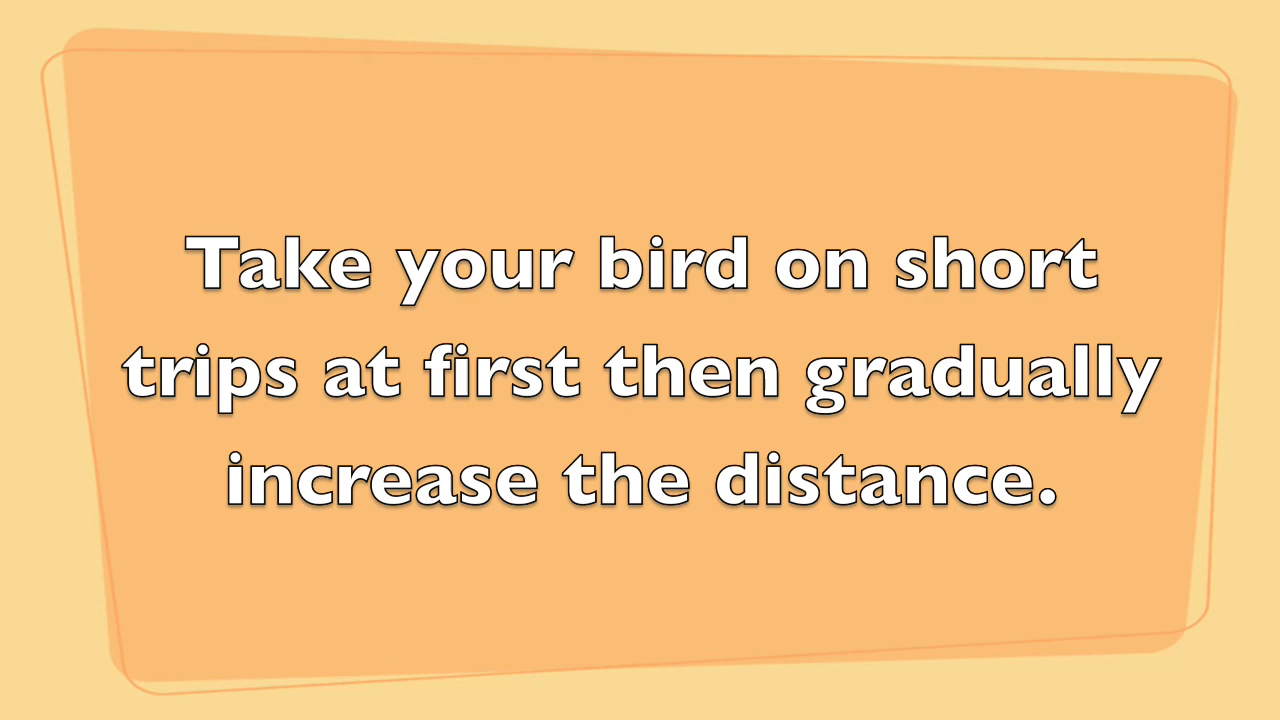 Take your bird on short
trips at first then gradually
increase the distance.